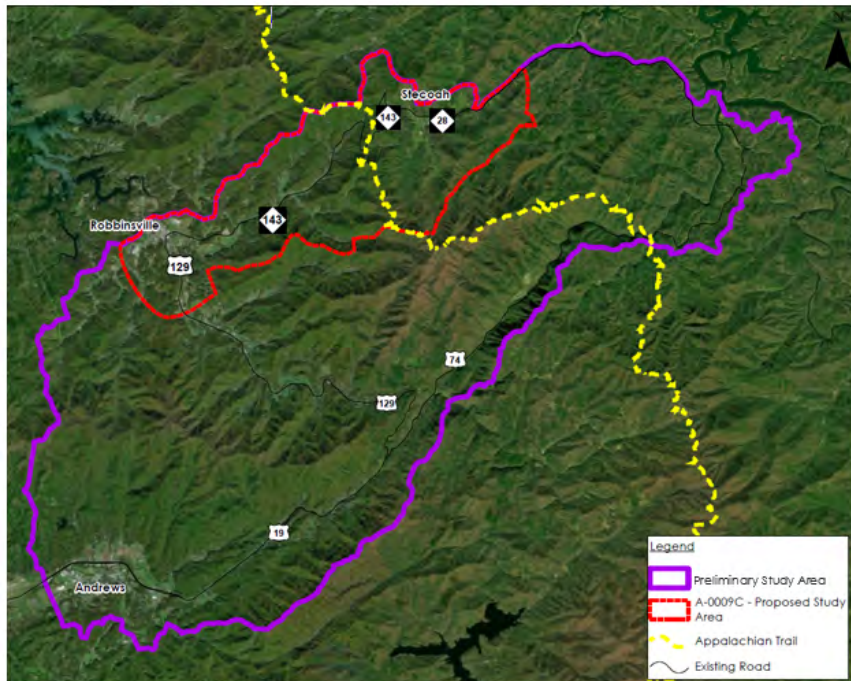 Stecoah
143
28
143
Robbinsville
129
74
129
19
Andrews
Legend
Preliminary Study Area
A-0009C - Proposed Study
Area
Appalachian Trail
Existing Road